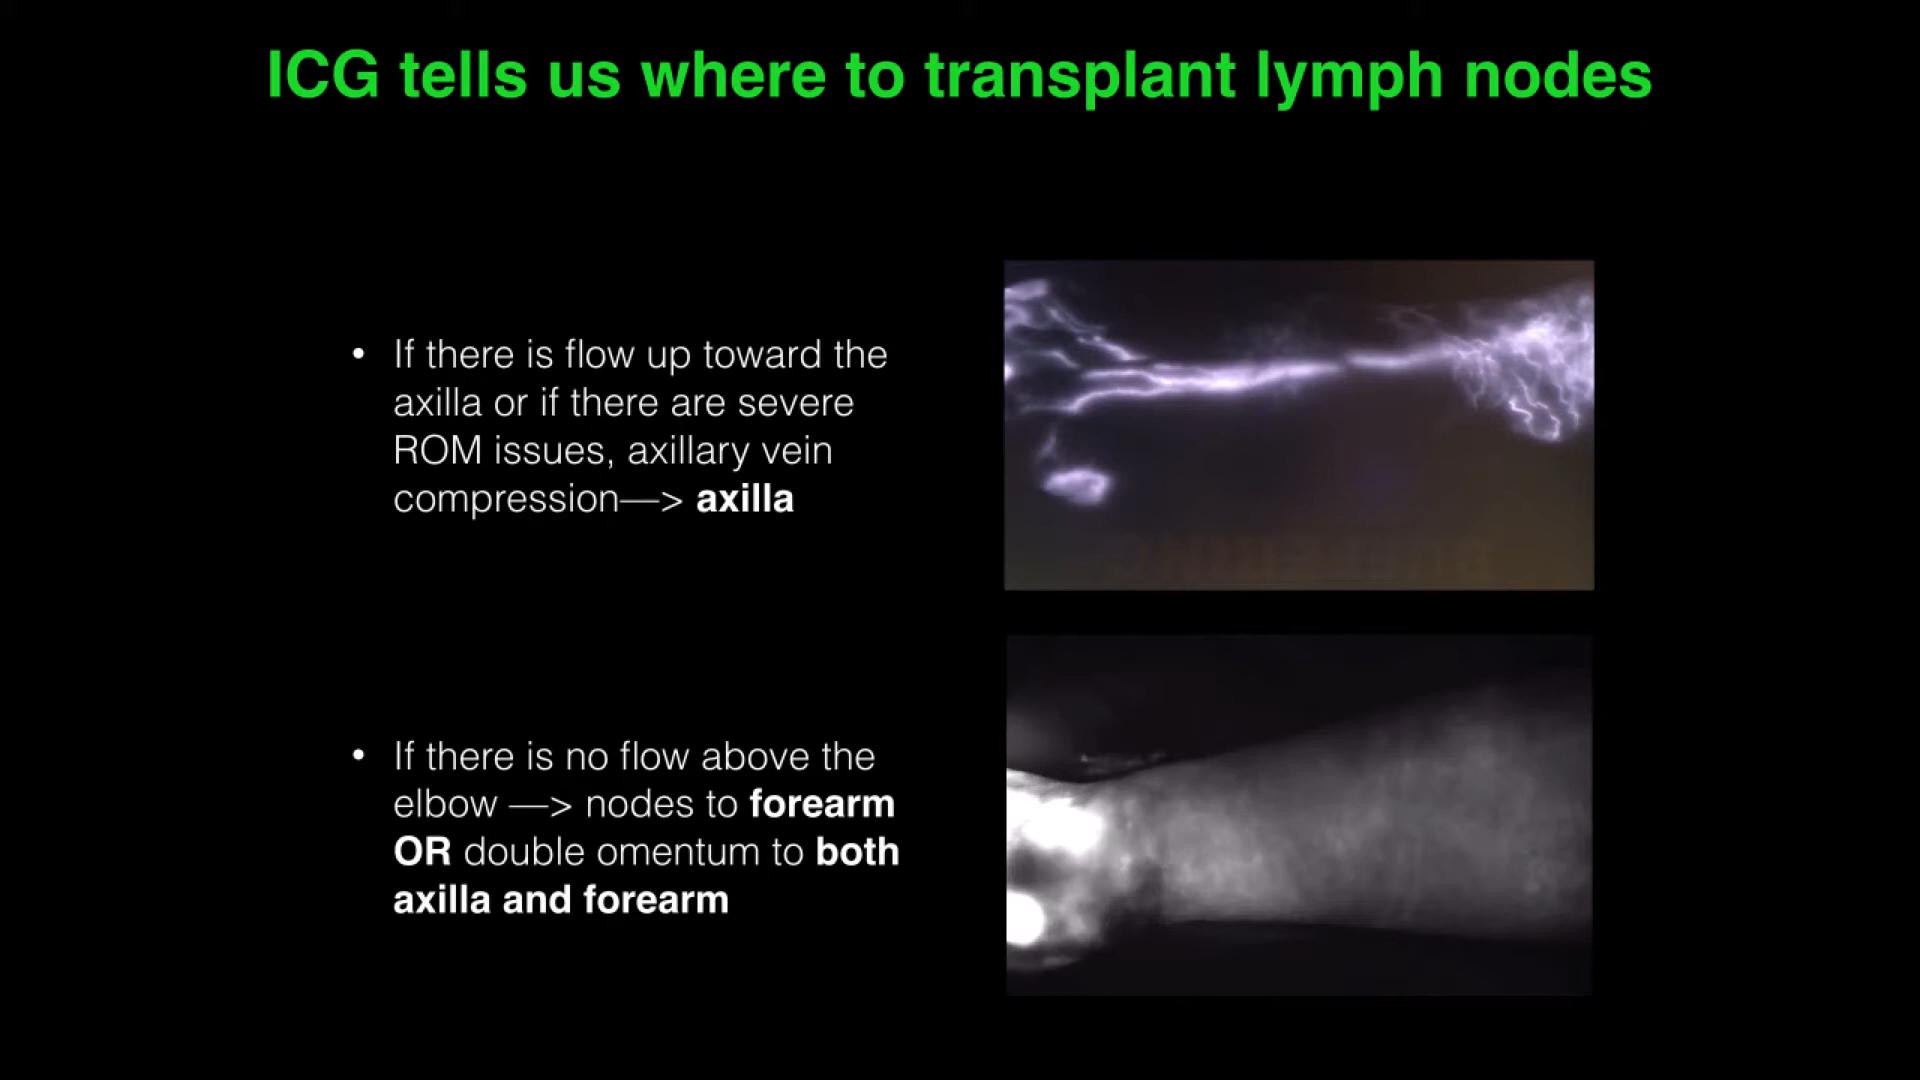 ICG tells us where to transplant lymph nodes
• If there is flow up toward the
axilla or if there are severe
ROM issues, axillary vein
compression—> axilla
• If there is no flow above the
elbow —> nodes to forearm
OR double omentum to both
axilla and forearm